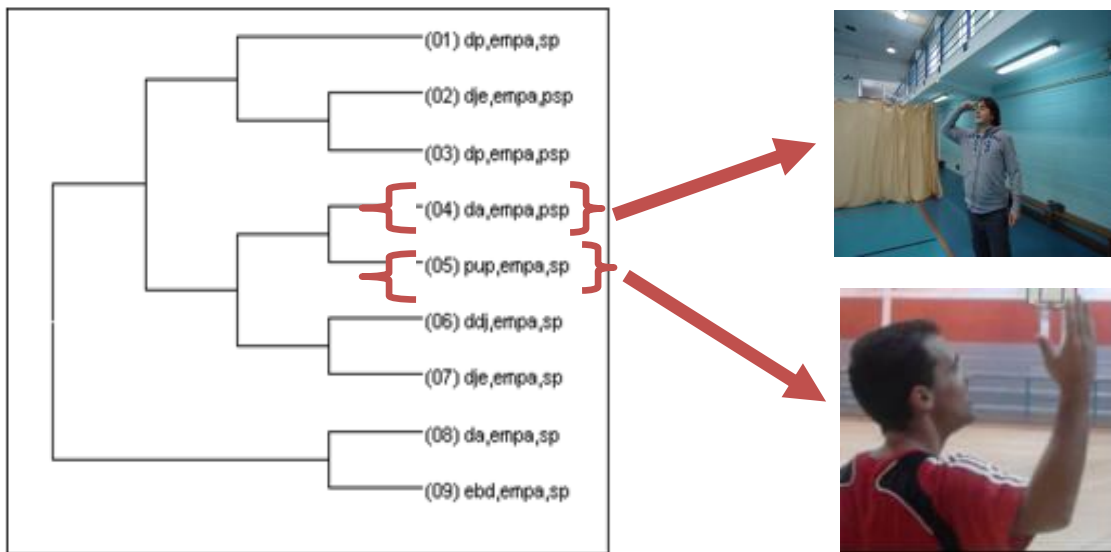 (01) dp,empa,sp
(02) dje,empa,psp
(03) dp,empa,psp
(04) da,empa,psp
(05) pup,empa,sp
(06) ddj,empa,sp
(07) dje,empa,sp
(08) da,empa,sp
(09) ebd,empa,sp